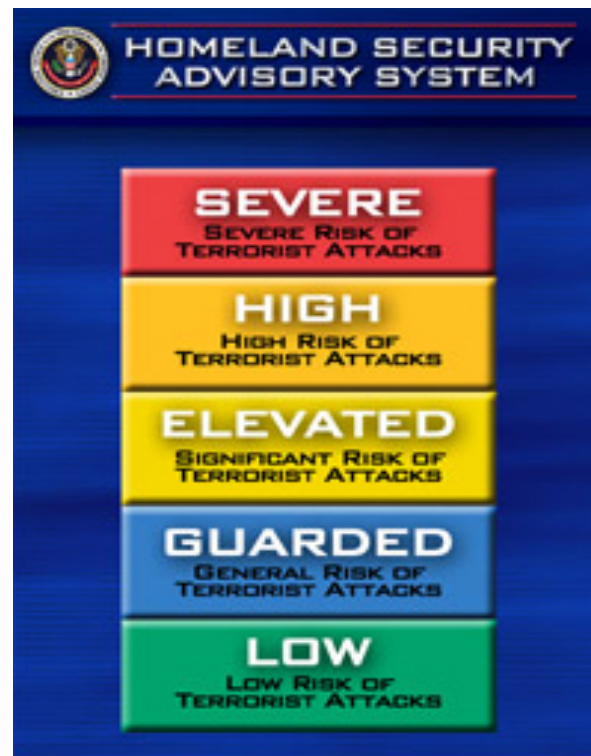 HOMELAND SECURITY
ADVISORY SYSTEM
SEVERE
SEVERE RISK OF
TERRORIST ATTACKS
HIGH
HIGH RISK OF
TERRORIST ATTACKS
ELEVATED
SIGNIFICANT RISK OF
TERRORIST ATTACKS
GUARDED
GENERAL RISK OF
TERRORIST ATTACKS
LOW
LOW RISK OF
TERRORIST ATTACKS